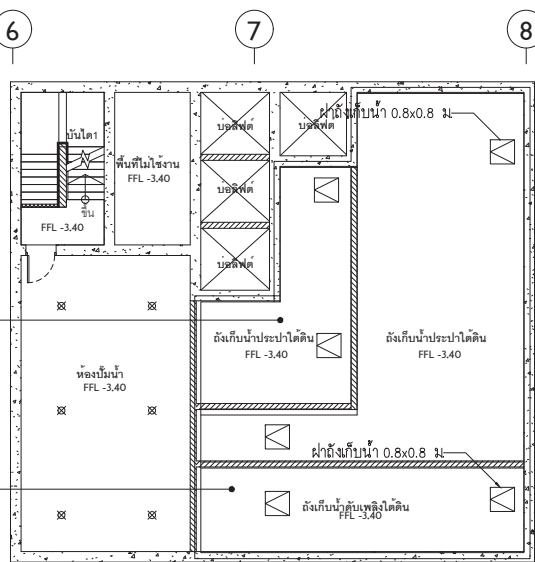 6
7
8
บันได1
ขึ้น
FFL -3.40
พื้นที่ไม่ใช้งาน
FFL -3.40
บ่อลิฟต์
บ่อลิฟต์
บ่อลิฟต์
บ่อลิฟต์
ฝาถังเก็บน้ำ 0.8x0.8 ม.
ถังเก็บน้ำประปาใต้ดิน
FFL -3.40
ถังเก็บน้ำประปาใต้ดิน
FFL -3.40
ห้องปั๊มน้ำ
FFL -3.40
ฝาถังเก็บน้ำ 0.8x0.8 ม.
ถังเก็บน้ำดับเพลิงใต้ดิน
FFL -3.40